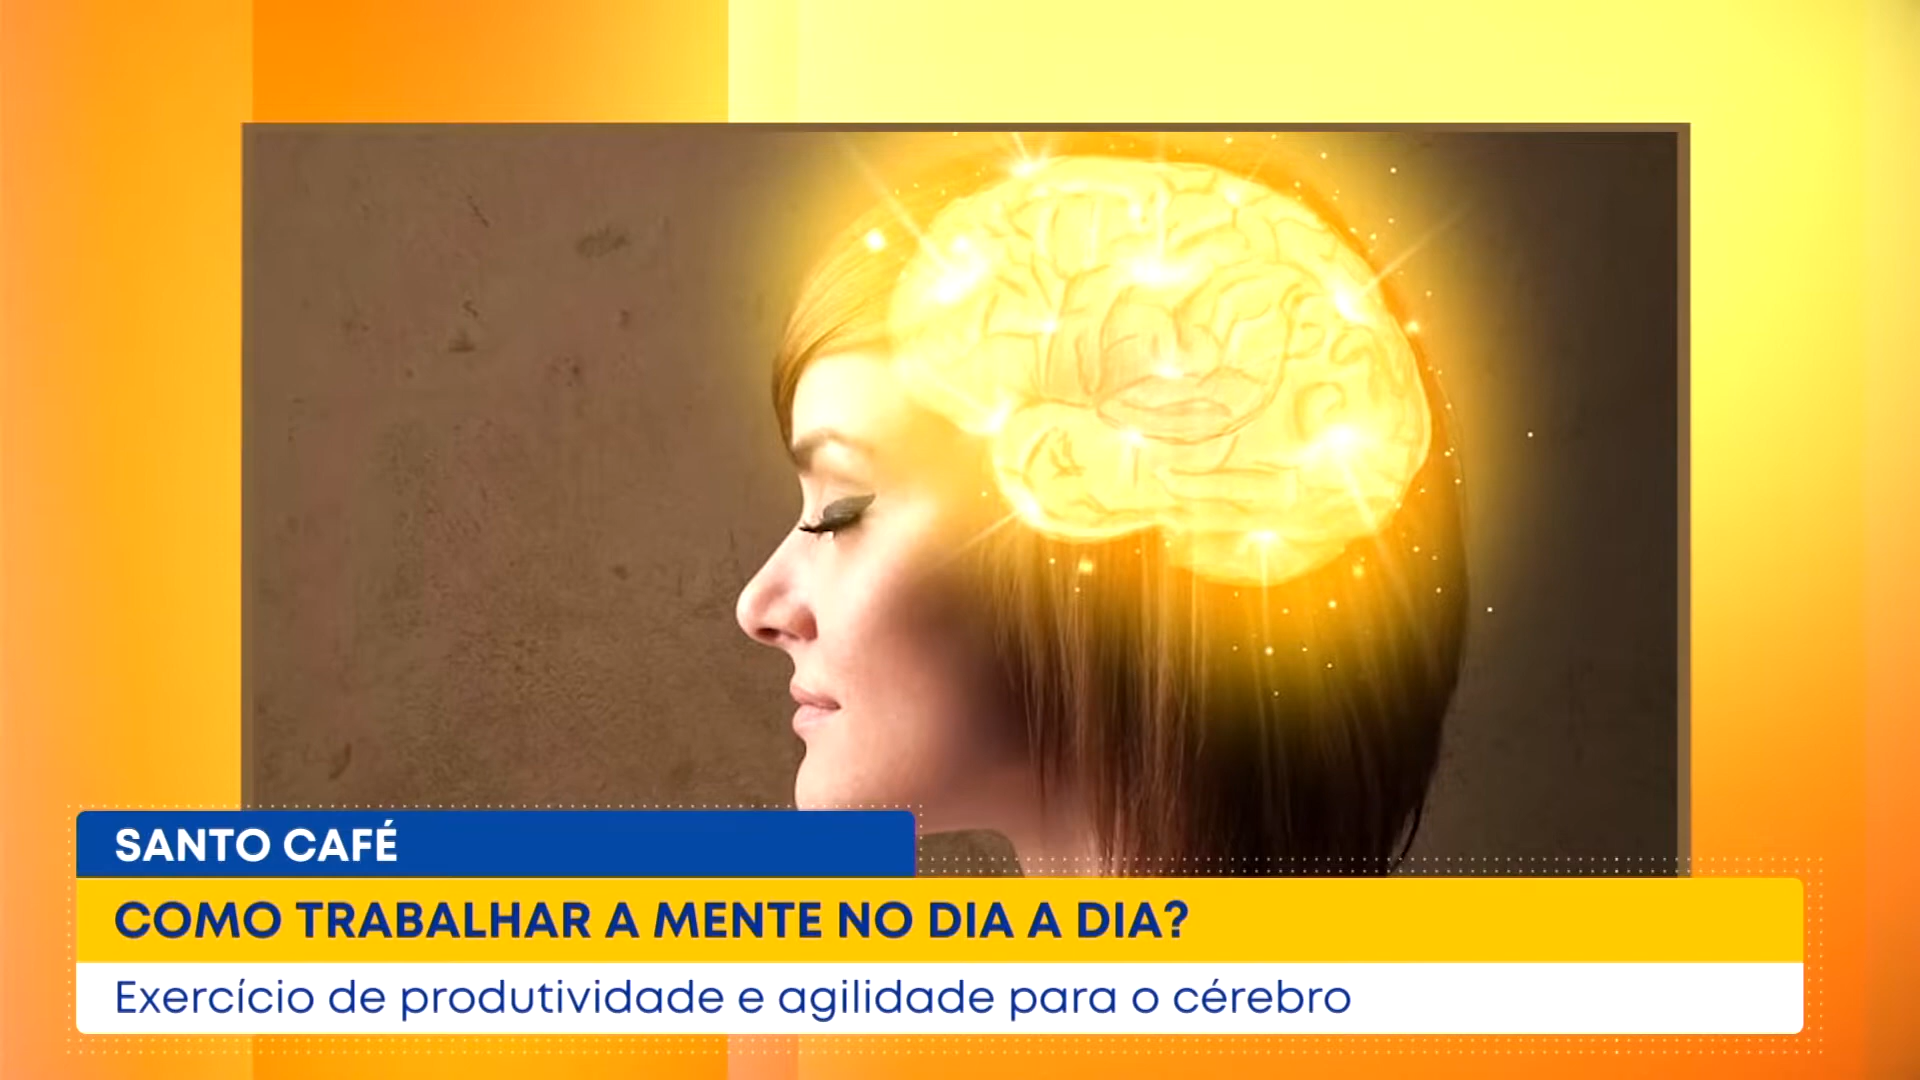 SANTO CAFÉ
COMO TRABALHAR A MENTE NO DIA A DIA?
Exercício de produtividade e agilidade para o cérebro